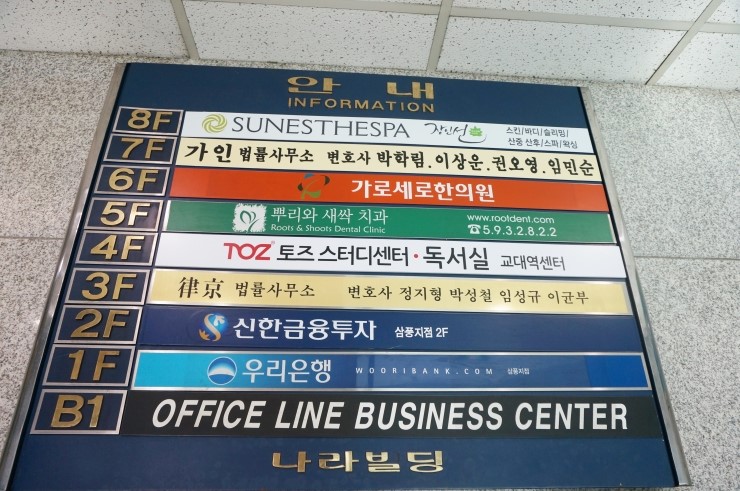 안 내
INFORMATION
8F SUNESTHESPA 장인선 스킨/바디/슬리밍/
산중 산후/스파/왁싱
7F 가인 법률사무소 변호사 박학림.이상운.권오영.임민순
6F 가로세로한의원
5F 뿌리와 새싹 치과 www.rootdent.com
Roots & Shoots Dental Clinic ☎5.9.3.2.8.2.2
4F TOZ 토즈 스터디센터·독서실 교대역센터
3F 律京 법률사무소 변호사 정지형 박성철 임성규 이균부
2F 신한금융투자 삼풍지점 2F
1F 우리은행 WOORIBANK.COM 삼풍지점
B1 OFFICE LINE BUSINESS CENTER
나라빌딩